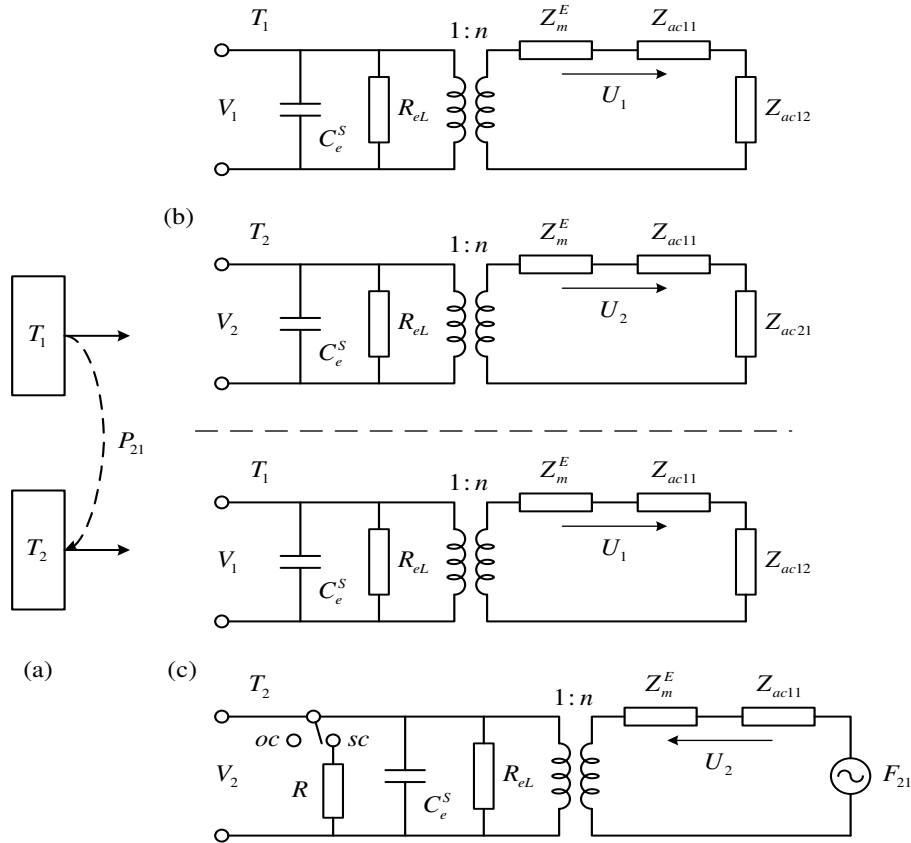 T₁ 1:n Z_m^E Z_ac11
V₁ C_e^S R_eL U₁ Z_ac12
(b)
T₂ 1:n Z_m^E Z_ac11
V₂ C_e^S R_eL U₂ Z_ac21
T₁
P₂₁
T₂
(a)
T₁ 1:n Z_m^E Z_ac11
V₁ C_e^S R_eL U₁ Z_ac12
(c)
T₂ 1:n Z_m^E Z_ac11
oc sc
V₂ R C_e^S R_eL U₂ F₂₁